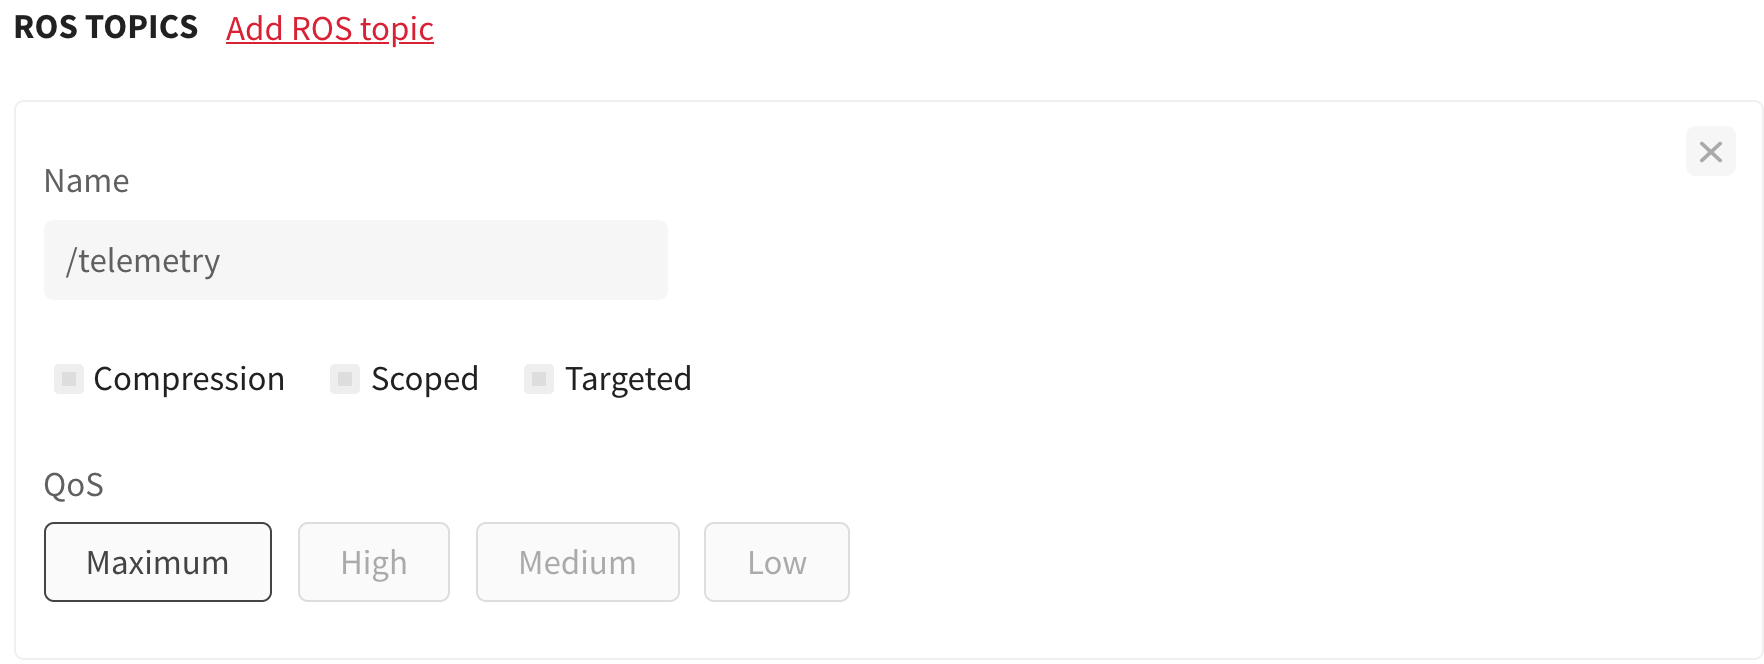 ROS TOPICS Add ROS topic
Name
/telemetry
Compression Scoped Targeted
QoS
Maximum High Medium Low